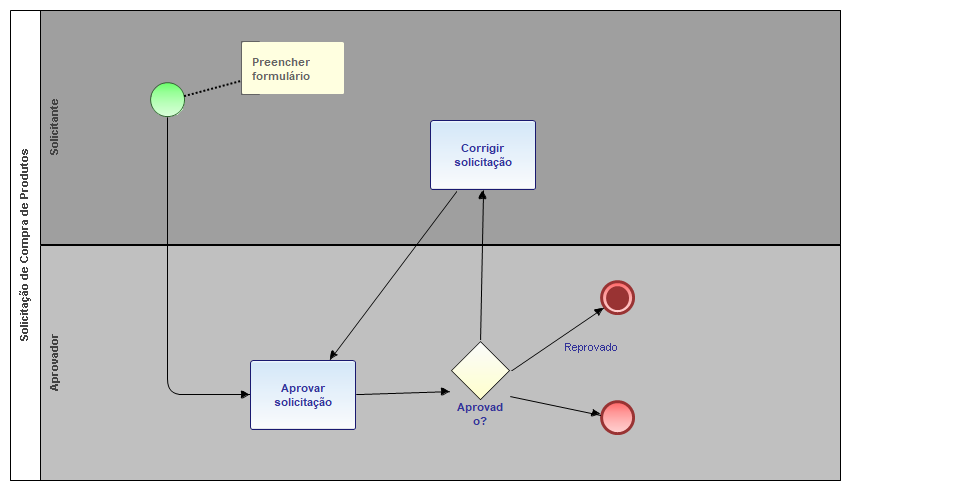 Solicitação de Compra de Produtos
Solicitante
Preencher
formulário
Corrigir
solicitação
Aprovador
Aprovar
solicitação
Aprovad
o?
Reprovado